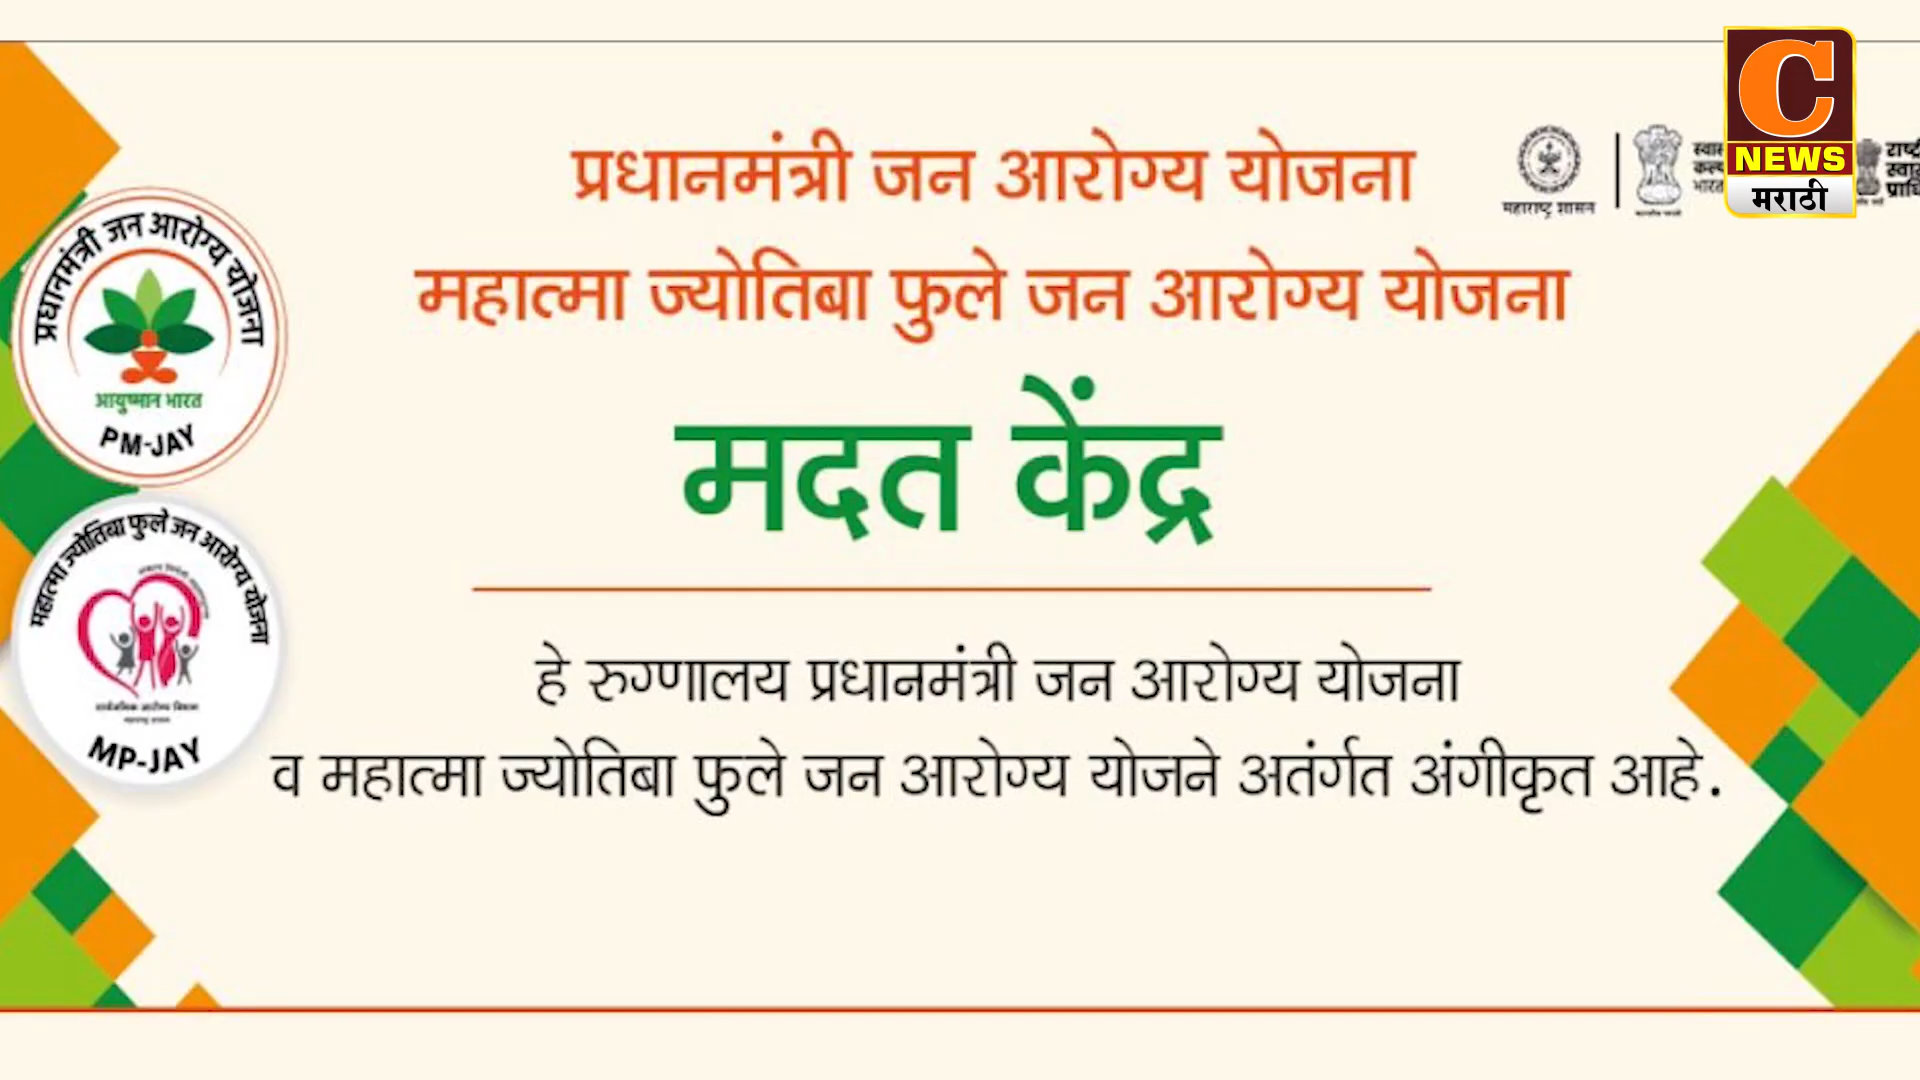 प्रधानमंत्री जन आरोग्य योजना
महात्मा ज्योतिबा फुले जन आरोग्य योजना
मदत केंद्र
हे रुग्णालय प्रधानमंत्री जन आरोग्य योजना
व महात्मा ज्योतिबा फुले जन आरोग्य योजने अतंर्गत अंगीकृत आहे.
प्रधानमंत्री जन आरोग्य योजना
आयुष्मान भारत
PM-JAY
महात्मा ज्योतिबा फुले जन आरोग्य योजना
MP-JAY
महाराष्ट्र शासन
C
NEWS
मराठी